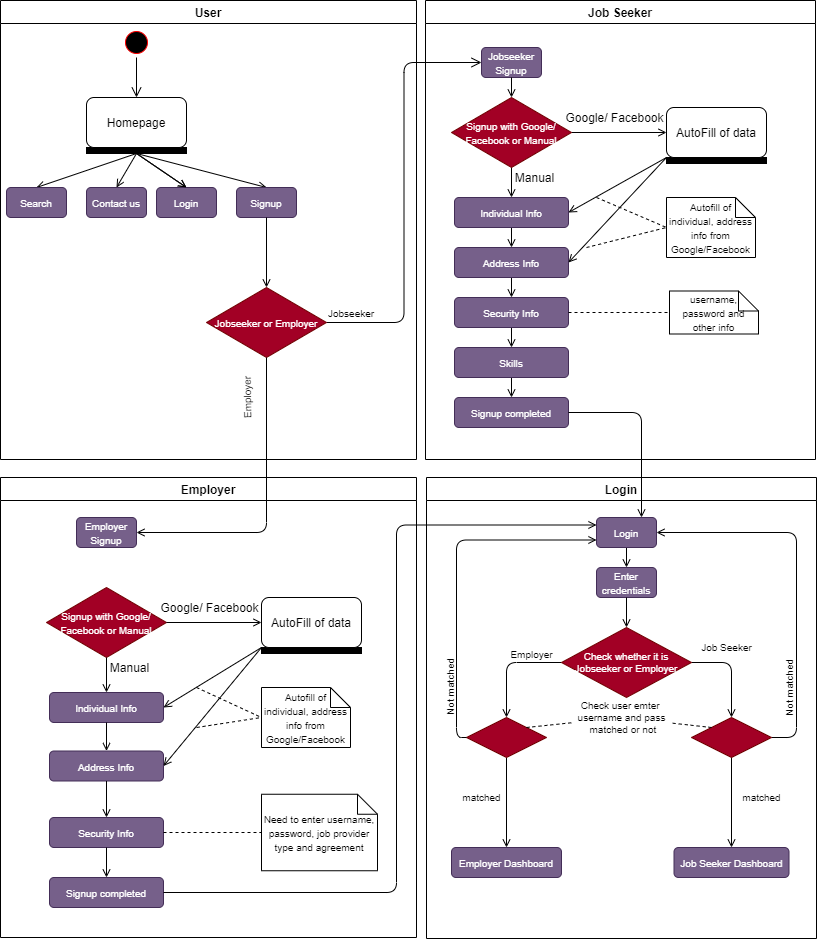 User
Homepage
Search
Contact us
Login
Signup
Jobseeker or Employer
Jobseeker
Employer
Job Seeker
Jobseeker
Signup
Signup with Google/
Facebook or Manual
Google/ Facebook
AutoFill of data
Manual
Individual Info
Autofill of
individual, address
info from
Google/Facebook
Address Info
Security Info
username,
password and
other info
Skills
Signup completed
Employer
Employer
Signup
Signup with Google/
Facebook or Manual
Google/ Facebook
AutoFill of data
Manual
Individual Info
Autofill of
individual, address
info from
Google/Facebook
Address Info
Security Info
Need to enter username,
password, job provider
type and agreement
Signup completed
Login
Login
Enter
credentials
Check whether it is
Jobseeker or Employer
Employer
Job Seeker
Not matched
Not matched
Check user emter
username and pass
matched or not
matched
matched
Employer Dashboard
Job Seeker Dashboard